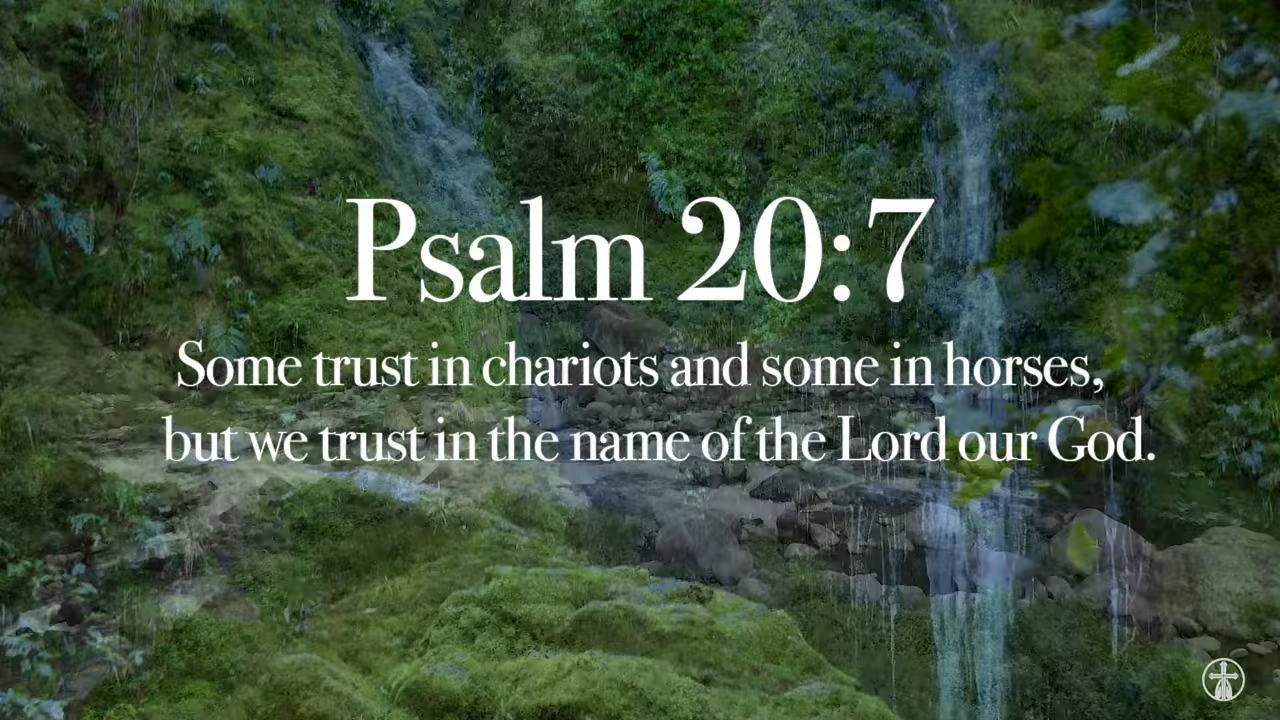 Psalm 20:7
Some trust in chariots and some in horses,
but we trust in the name of the Lord our God.